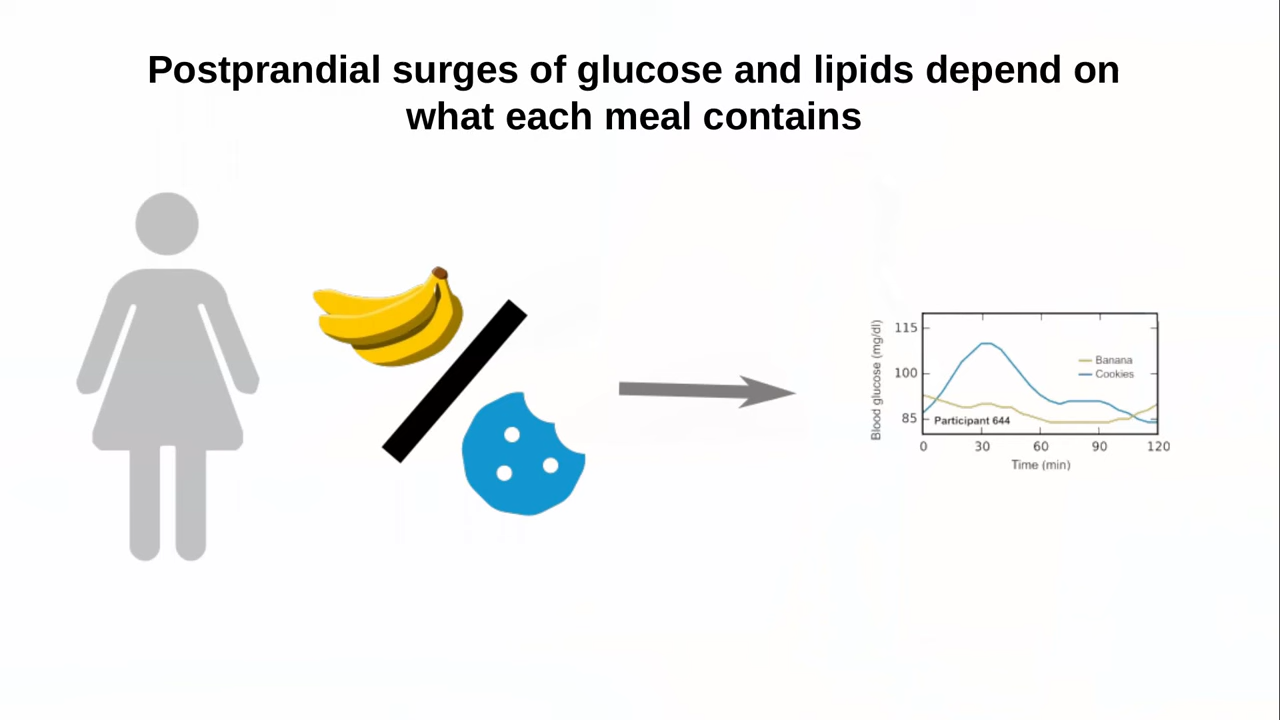 Postprandial surges of glucose and lipids depend on
what each meal contains
Blood glucose (mg/dl)
115
100
85
Banana
Cookies
Participant 644
0 30 60 90 120
Time (min)